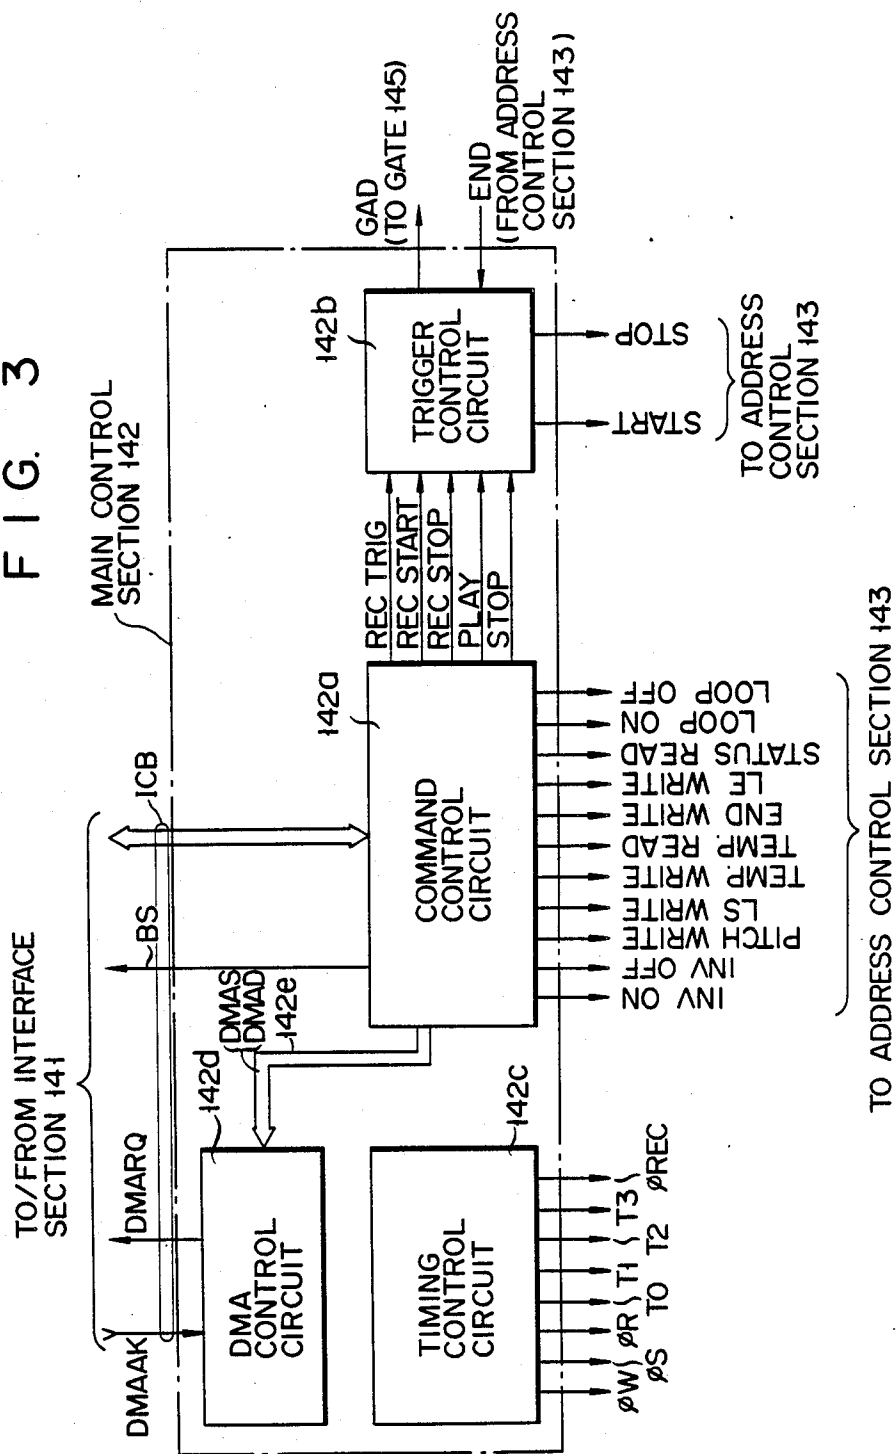 F I G. 3
MAIN CONTROL
SECTION 142
TO/FROM INTERFACE
SECTION 141
DMAAK
DMARQ
BS
ICB
142d
DMA
CONTROL
CIRCUIT
DMAS
DMAD
142e
142a
COMMAND
CONTROL
CIRCUIT
REC TRIG
REC START
REC STOP
PLAY
STOP
142b
TRIGGER
CONTROL
CIRCUIT
GAD
(TO GATE 145)
END
(FROM ADDRESS
CONTROL
SECTION 143)
START
STOP
TO ADDRESS
CONTROL
SECTION 143
142c
TIMING
CONTROL
CIRCUIT
øW
øS
øR
T0
T1
T2
T3
øREC
INV ON
INV OFF
PITCH WRITE
LS WRITE
TEMP. WRITE
TEMP. READ
END WRITE
LE WRITE
STATUS READ
LOOP ON
LOOP OFF
TO ADDRESS CONTROL SECTION 143